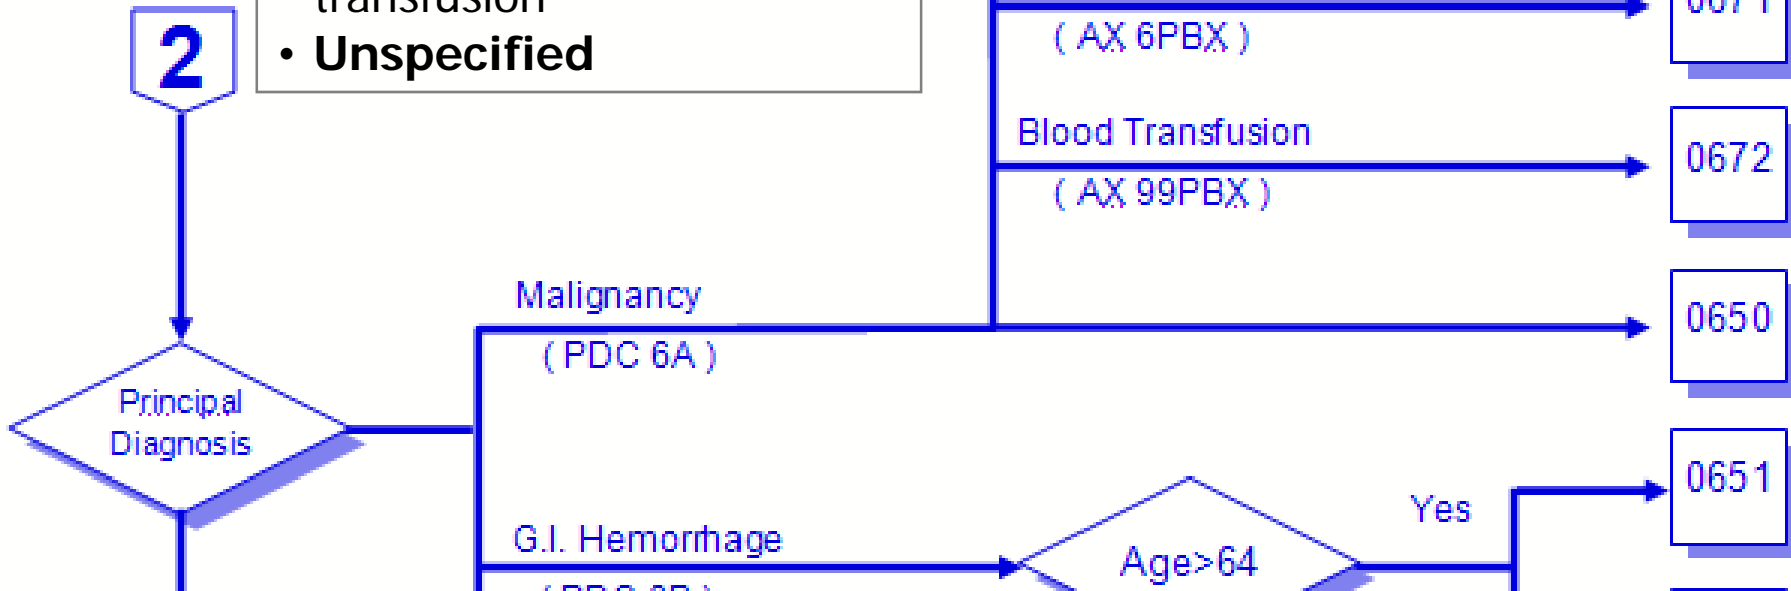 2
transfusion
• Unspecified
( AX 6PBX )
Blood Transfusion
( AX 99PBX )
0672
Malignancy
( PDC 6A )
0650
Principal
Diagnosis
G.I. Hemorrhage
Age>64
Yes
0651